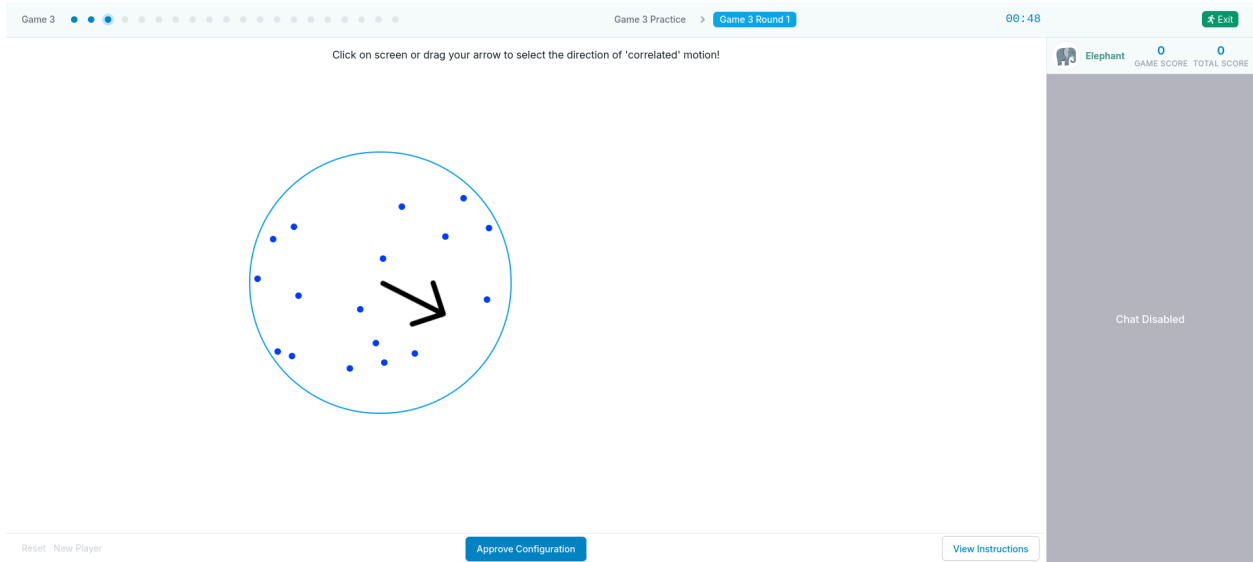 Game 3
Game 3 Practice > Game 3 Round 1
00:48
Exit
Click on screen or drag your arrow to select the direction of 'correlated' motion!
Elephant
0
GAME SCORE
0
TOTAL SCORE
Chat Disabled
Reset New Player
Approve Configuration
View Instructions